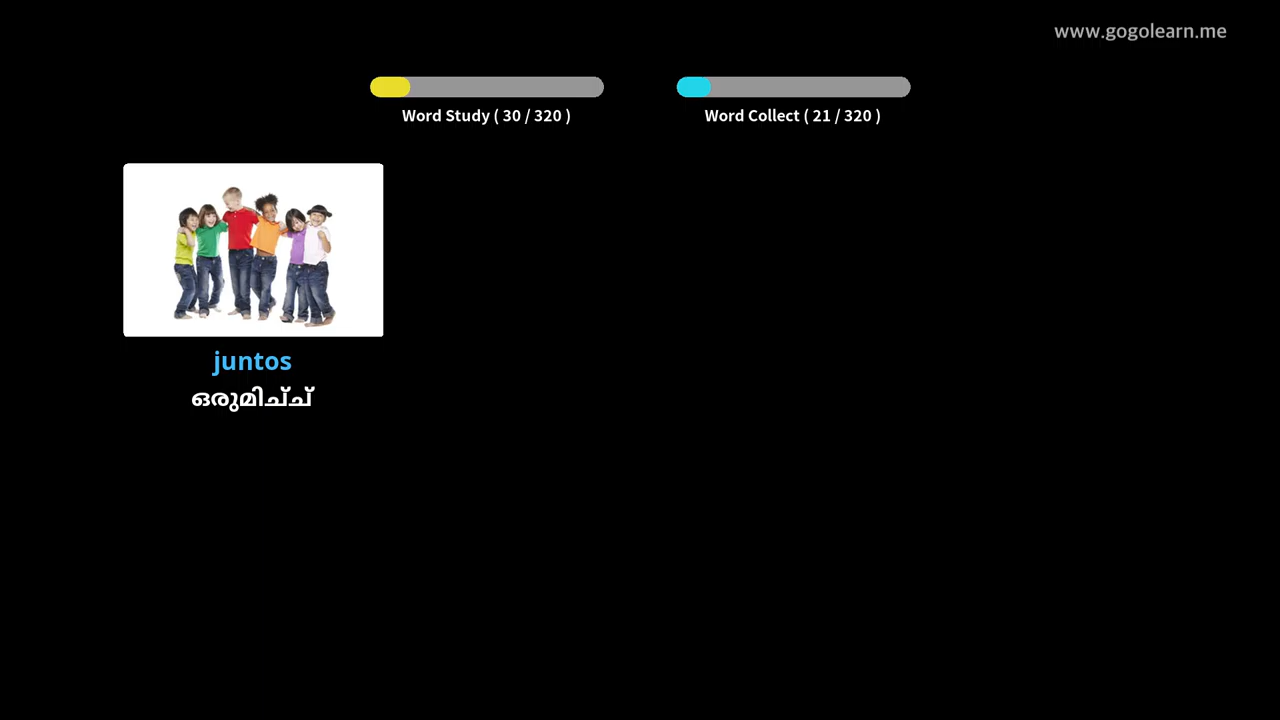 www.gogolearn.me
Word Study ( 30 / 320 )
Word Collect ( 21 / 320 )
juntos
ഒരുമിച്ച്